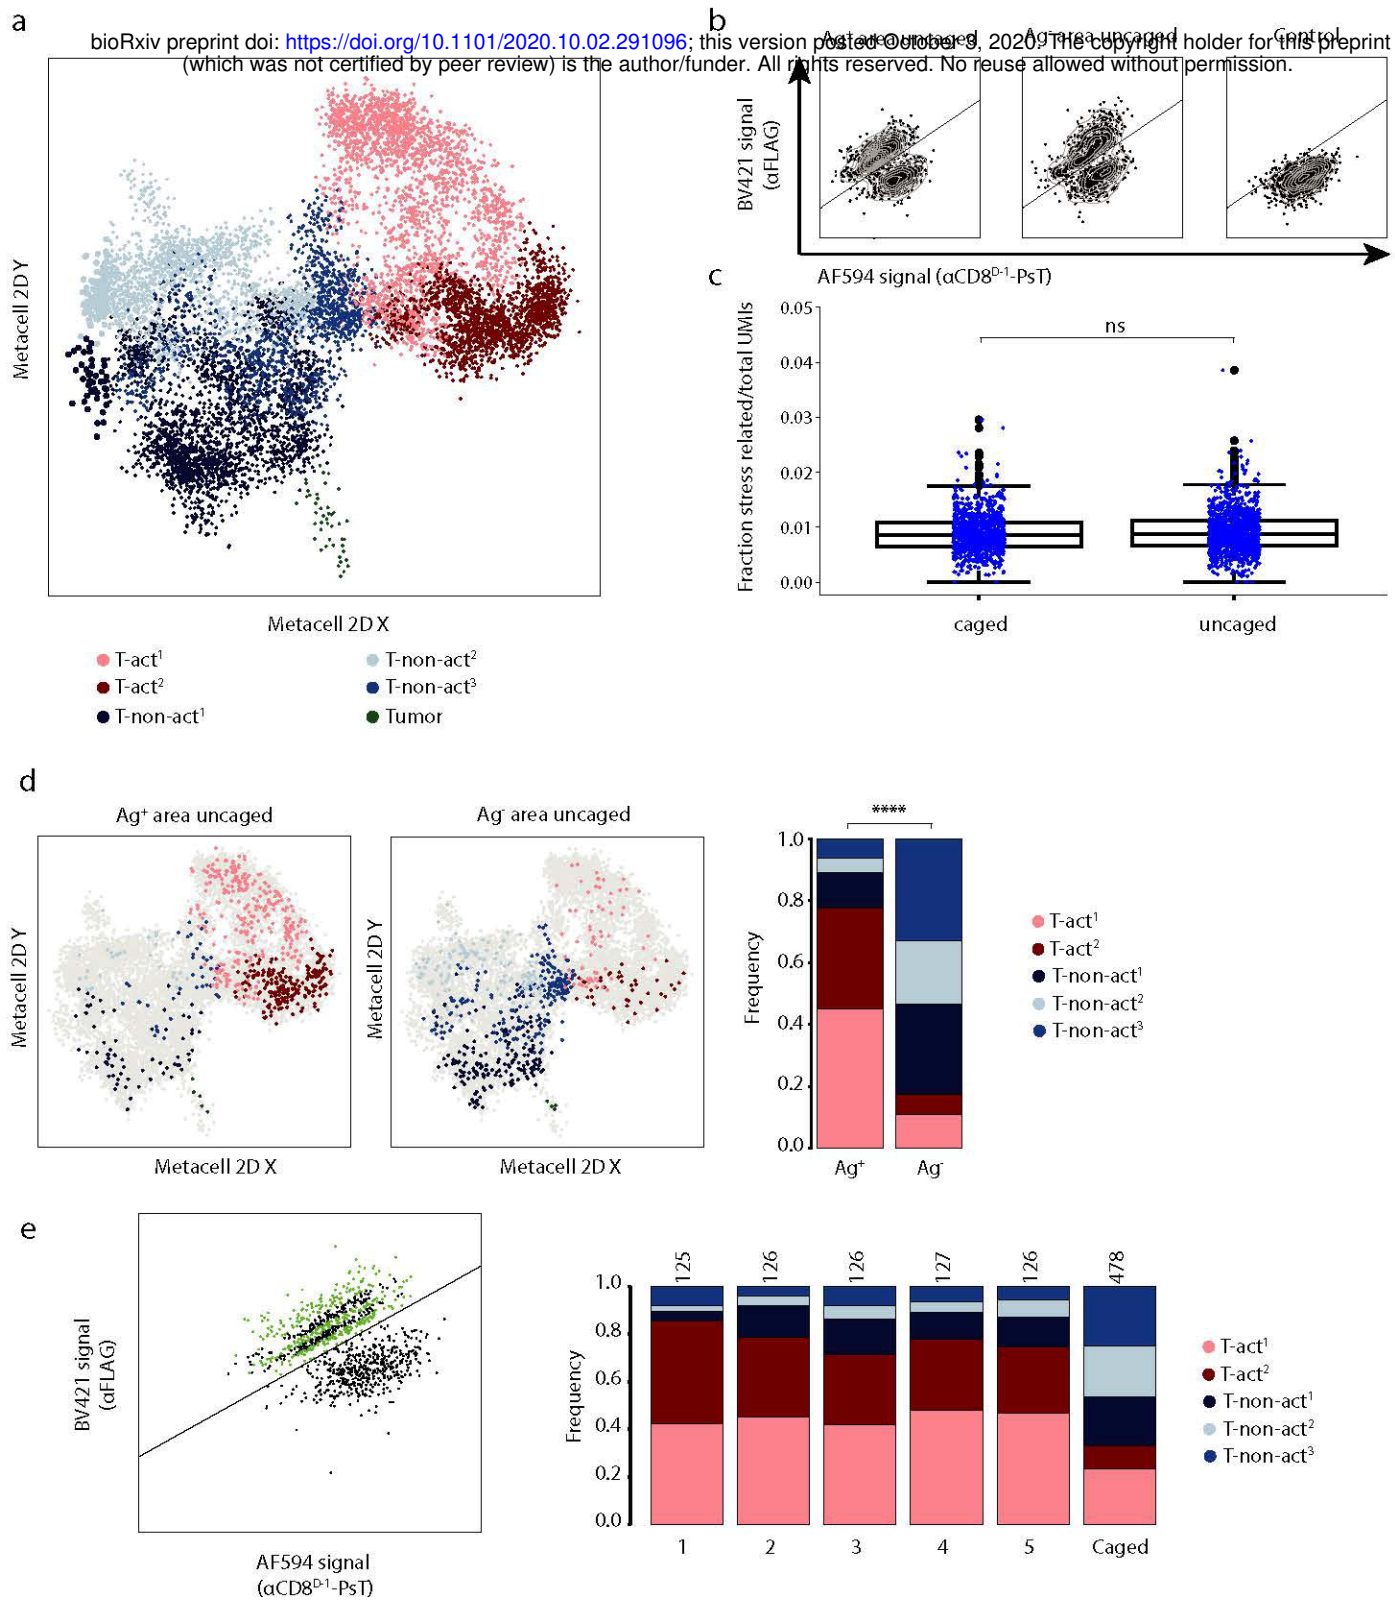 a
b
bioRxiv preprint doi: https://doi.org/10.1101/2020.10.02.291096; this version posted October 3, 2020. The copyright holder for this preprint
(which was not certified by peer review) is the author/funder. All rights reserved. No reuse allowed without permission.
Ag⁺ area uncaged
Ag⁻ area uncaged
Control
BV421 signal
(αFLAG)
AF594 signal (αCD8ᴰ⁻¹-PsT)
Metacell 2D Y
Metacell 2D X
T-act¹
T-act²
T-non-act¹
T-non-act²
T-non-act³
Tumor
c
Fraction stress related/total UMIs
0.05
0.04
0.03
0.02
0.01
0.00
ns
caged
uncaged
d
Ag⁺ area uncaged
Metacell 2D Y
Metacell 2D X
Ag⁻ area uncaged
Metacell 2D Y
Metacell 2D X
****
Frequency
1.0
0.8
0.6
0.4
0.2
0.0
Ag⁺
Ag⁻
T-act¹
T-act²
T-non-act¹
T-non-act²
T-non-act³
e
BV421 signal
(αFLAG)
AF594 signal
(αCD8ᴰ⁻¹-PsT)
Frequency
1.0
0.8
0.6
0.4
0.2
0.0
125
126
126
127
126
478
1
2
3
4
5
Caged
T-act¹
T-act²
T-non-act¹
T-non-act²
T-non-act³